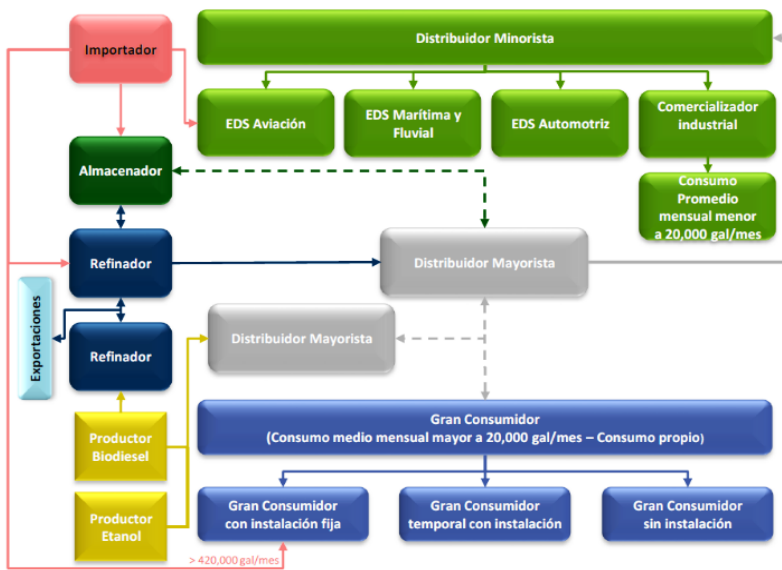 Importador
Distribuidor Minorista
EDS Aviación
EDS Marítima y
Fluvial
EDS Automotriz
Comercializador
industrial
Almacenador
Consumo
Promedio
mensual menor
a 20,000 gal/mes
Refinador
Distribuidor Mayorista
Exportaciones
Refinador
Distribuidor Mayorista
Productor
Biodiesel
Gran Consumidor
(Consumo medio mensual mayor a 20,000 gal/mes – Consumo propio)
Productor
Etanol
Gran Consumidor
con instalación fija
Gran Consumidor
temporal con instalación
Gran Consumidor
sin instalación
> 420,000 gal/mes